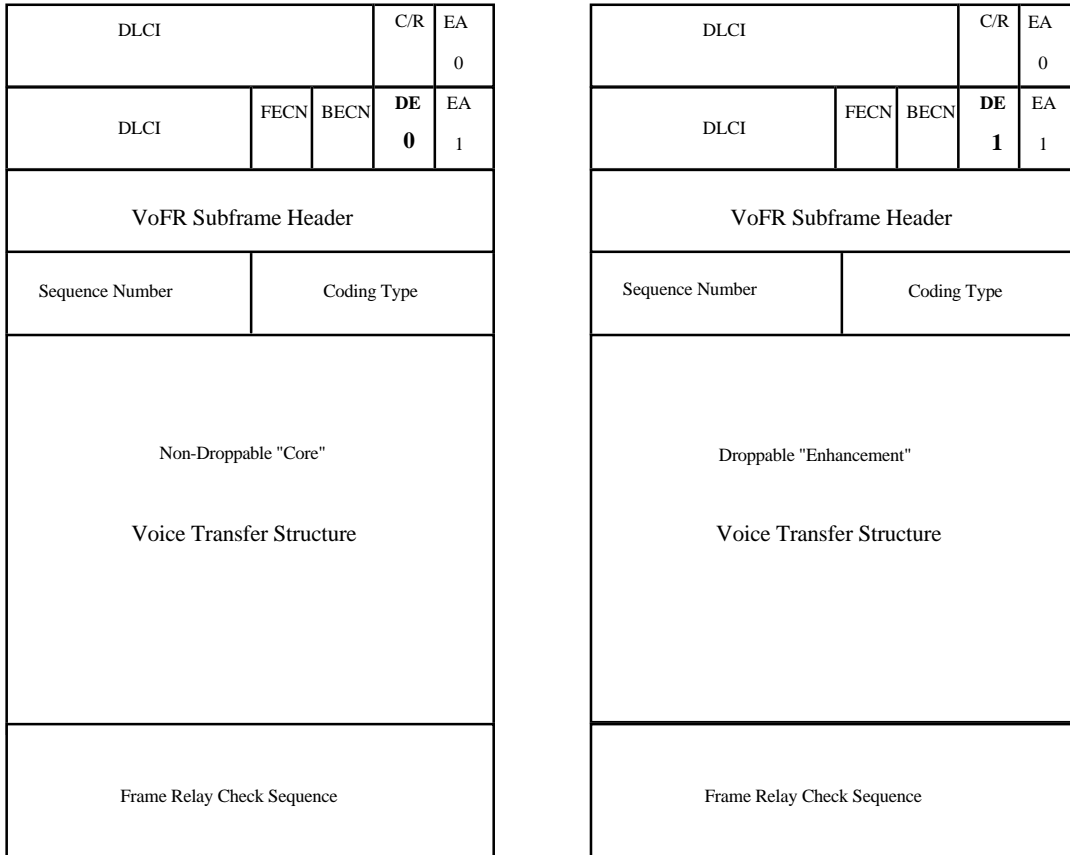 DLCI
C/R
EA
0
DLCI
FECN
BECN
DE
0
EA
1
VoFR Subframe Header
Sequence Number
Coding Type
Non-Droppable "Core"
Voice Transfer Structure
Frame Relay Check Sequence
DLCI
C/R
EA
0
DLCI
FECN
BECN
DE
1
EA
1
VoFR Subframe Header
Sequence Number
Coding Type
Droppable "Enhancement"
Voice Transfer Structure
Frame Relay Check Sequence